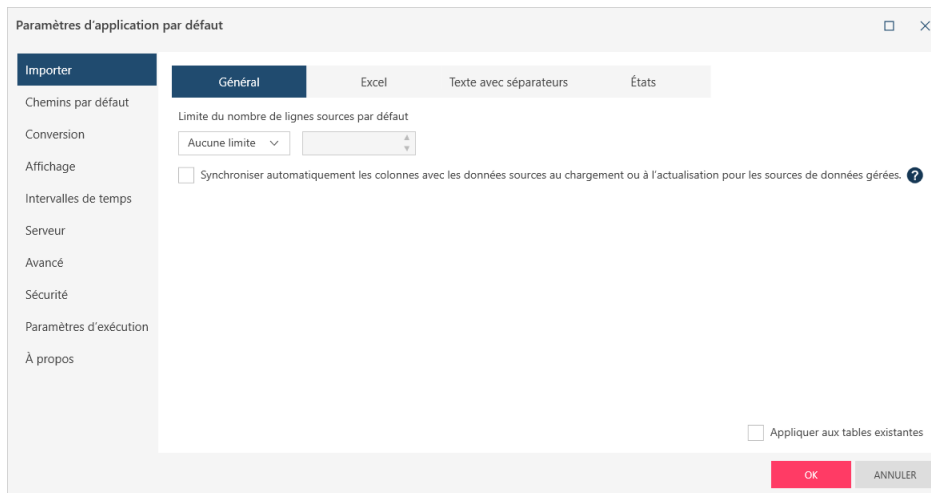 Paramètres d'application par défaut
Importer
Chemins par défaut
Conversion
Affichage
Intervalles de temps
Serveur
Avancé
Sécurité
Paramètres d'exécution
À propos
Général Excel Texte avec séparateurs États
Limite du nombre de lignes sources par défaut
Aucune limite
Synchroniser automatiquement les colonnes avec les données sources au chargement ou à l'actualisation pour les sources de données gérées. ?
Appliquer aux tables existantes
OK ANNULER